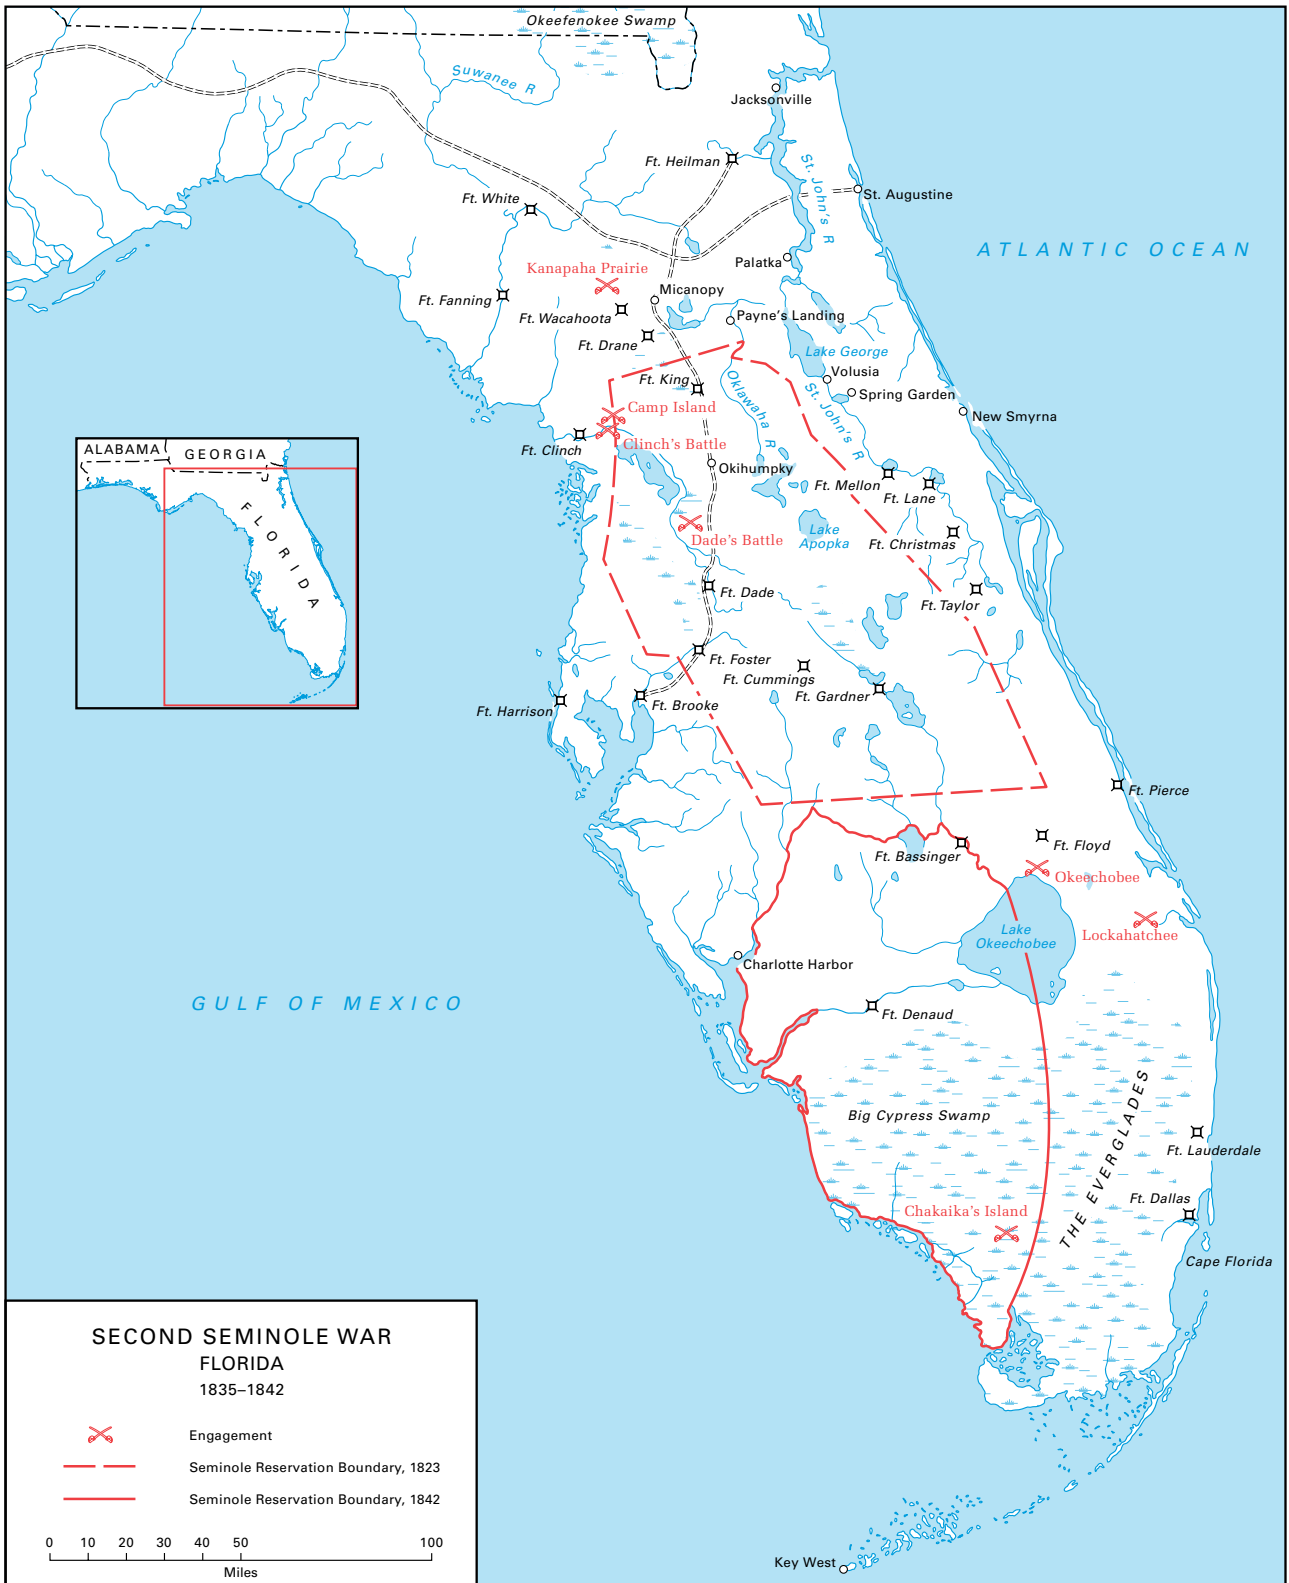 Okeefenokee Swamp
Suwanee R
Jacksonville
Ft. Heilman
St. John's R
Ft. White
St. Augustine
ATLANTIC OCEAN
Palatka
Kanapaha Prairie
Ft. Fanning
Micanopy
Ft. Wacahoota
Payne's Landing
Ft. Drane
Lake George
Volusia
Ft. King
Oklawaha R
St. John's R
Spring Garden
Camp Island
New Smyrna
Clinch's Battle
Ft. Clinch
ALABAMA
GEORGIA
FLORIDA
Okihumpky
Ft. Mellon
Ft. Lane
Lake
Apopka
Dade's Battle
Ft. Christmas
Ft. Dade
Ft. Taylor
Ft. Foster
Ft. Cummings
Ft. Gardner
Ft. Brooke
Ft. Harrison
Ft. Pierce
Ft. Floyd
Ft. Bassinger
Okeechobee
Lake
Okeechobee
Lockahatchee
Charlotte Harbor
GULF OF MEXICO
Ft. Denaud
Big Cypress Swamp
THE EVERGLADES
Ft. Lauderdale
Ft. Dallas
Chakaika's Island
Cape Florida
SECOND SEMINOLE WAR
FLORIDA
1835–1842
Engagement
Seminole Reservation Boundary, 1823
Seminole Reservation Boundary, 1842
0 10 20 30 40 50 100
Miles
Key West